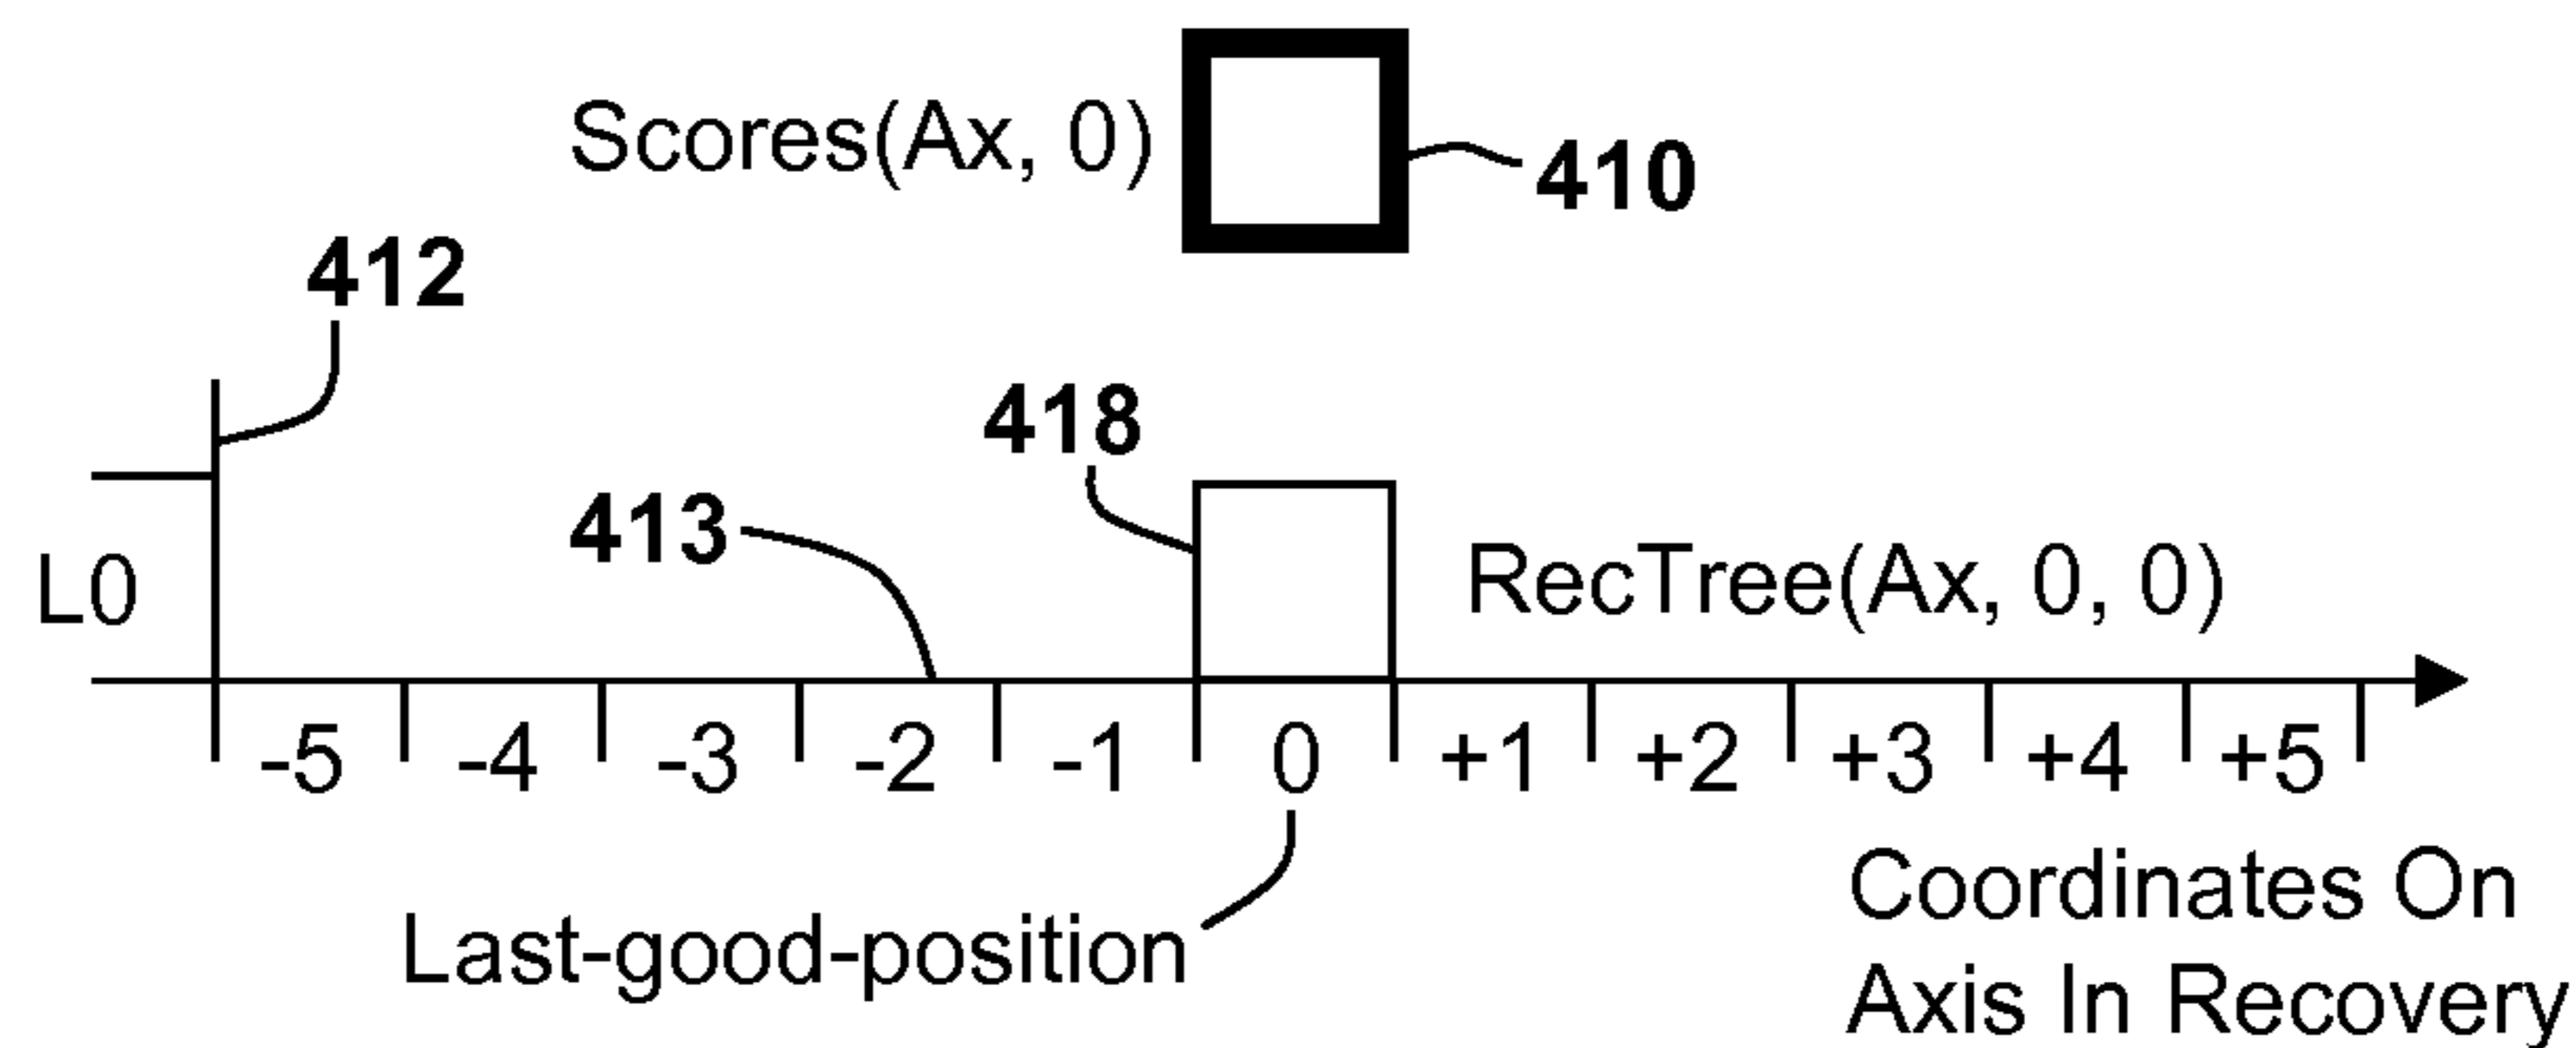 Scores(Ax, 0)
410
412
418
413
L0
RecTree(Ax, 0, 0)
-5 -4 -3 -2 -1 0 +1 +2 +3 +4 +5
Last-good-position
Coordinates On
Axis In Recovery